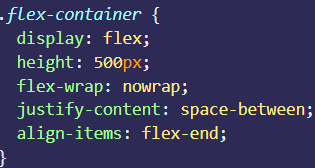 .flex-container {
  display: flex;
  height: 500px;
  flex-wrap: nowrap;
  justify-content: space-between;
  align-items: flex-end;
}